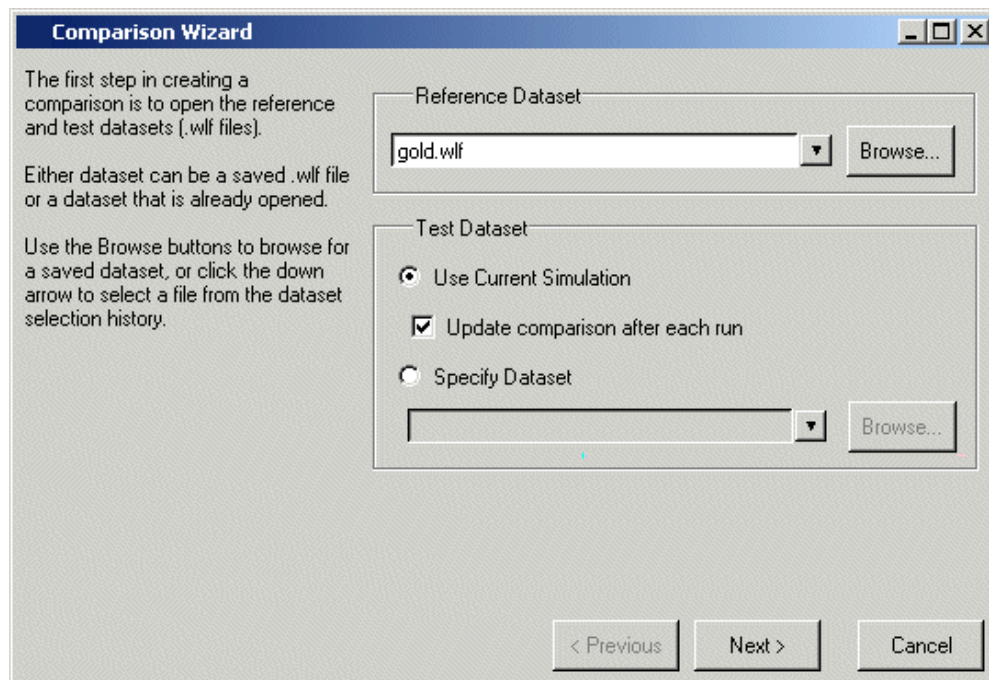 Comparison Wizard
The first step in creating a
comparison is to open the reference
and test datasets (.wlf files).
Either dataset can be a saved .wlf file
or a dataset that is already opened.
Use the Browse buttons to browse for
a saved dataset, or click the down
arrow to select a file from the dataset
selection history.
Reference Dataset
gold.wlf
Browse...
Test Dataset
Use Current Simulation
Update comparison after each run
Specify Dataset
Browse...
< Previous
Next >
Cancel